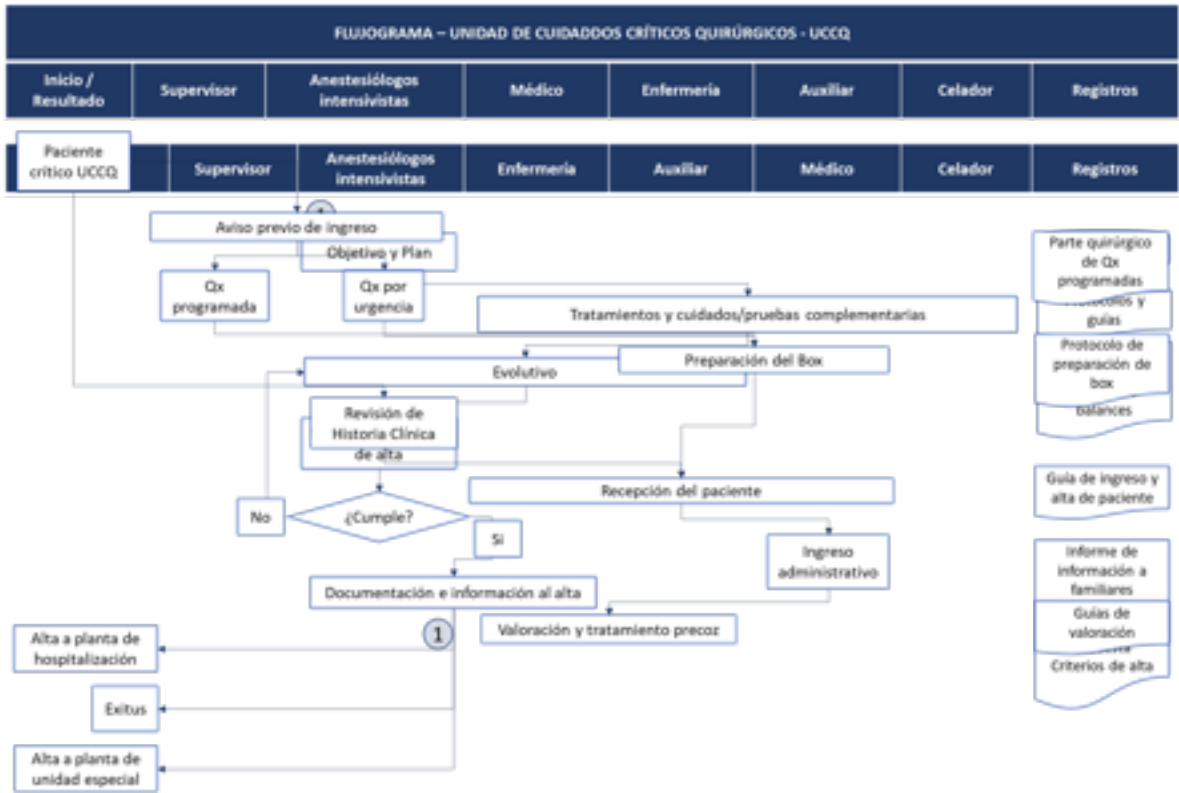 FLUJOGRAMA – UNIDAD DE CUIDADDOS CRÍTICOS QUIRÚRGICOS - UCCQ
Inicio /
Resultado
Supervisor
Anestesiólogos
intensivistas
Médico
Enfermería
Auxiliar
Celador
Registros
Paciente
crítico UCCQ
Supervisor
Anestesiólogos
intensivistas
Enfermería
Auxiliar
Médico
Celador
Registros
Aviso previo de ingreso
Objetivo y Plan
Parte quirúrgico
de Qx
programadas
Qx
programada
Qx por
urgencia
Tratamientos y cuidados/pruebas complementarias
y
guías
Preparación del Box
Evolutivo
Protocolo de
preparación de
box
balances
Revisión de
Historia Clínica
de alta
Recepción del paciente
Guía de ingreso y
alta de paciente
No
¿Cumple?
Si
Ingreso
administrativo
Informe de
información a
familiares
Documentación e información al alta
Guías de
valoración
Criterios de alta
1
Valoración y tratamiento precoz
Alta a planta de
hospitalización
Exitus
Alta a planta de
unidad especial